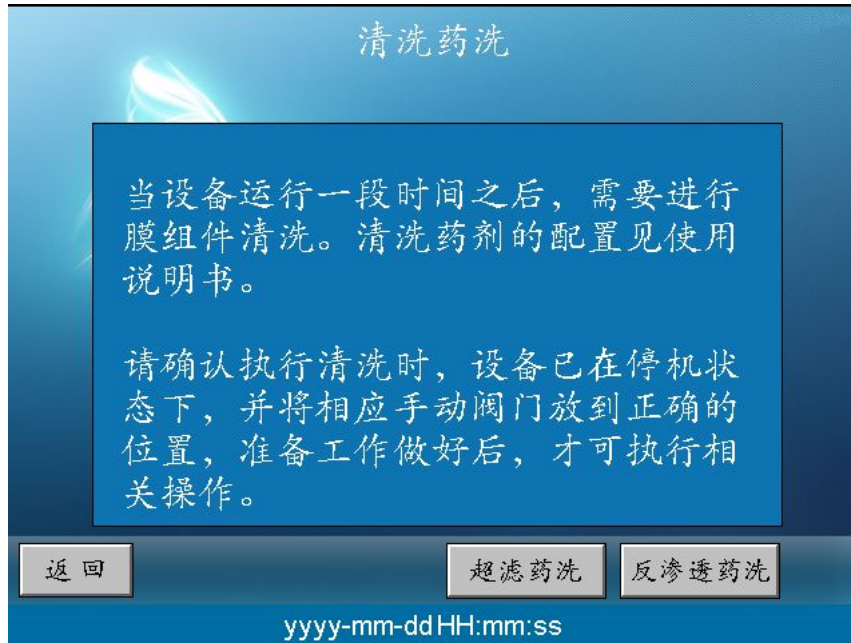 清洗药洗
当设备运行一段时间之后，需要进行
膜组件清洗。清洗药剂的配置见使用
说明书。
请确认执行清洗时，设备已在停机状
态下，并将相应手动阀门放到正确的
位置，准备工作做好后，才可执行相
关操作。
返回
超滤药洗
反渗透药洗
yyyy-mm-ddHH:mm:ss